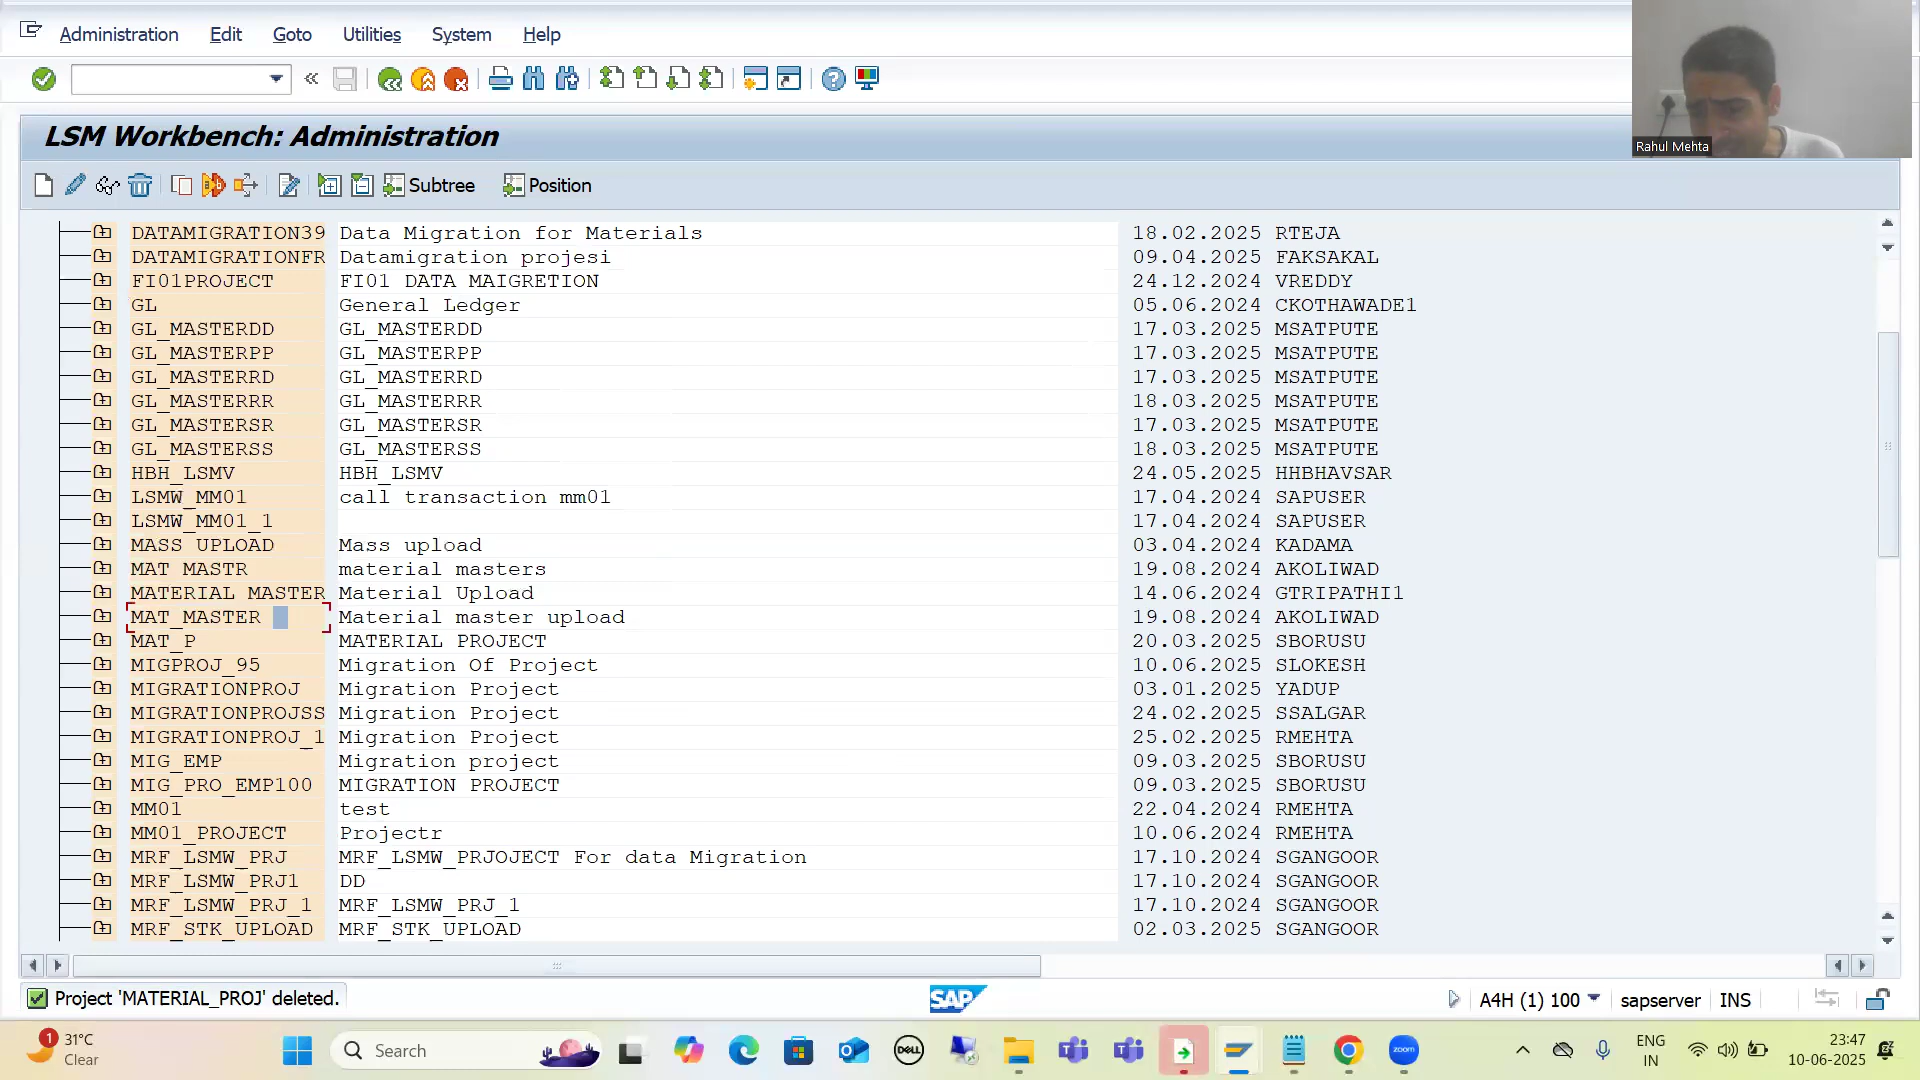 Administration Edit Goto Utilities System Help
Rahul Mehta
LSM Workbench: Administration
Subtree Position
DATAMIGRATION39 Data Migration for Materials 18.02.2025 RTEJA
DATAMIGRATIONFR Datamigration projesi 09.04.2025 FAKSAKAL
FI01PROJECT FI01 DATA MAIGRETION 24.12.2024 VREDDY
GL General Ledger 05.06.2024 CKOTHAWADE1
GL_MASTERDD GL_MASTERDD 17.03.2025 MSATPUTE
GL_MASTERPP GL_MASTERPP 17.03.2025 MSATPUTE
GL_MASTERRD GL_MASTERRD 17.03.2025 MSATPUTE
GL_MASTERRR GL_MASTERRR 18.03.2025 MSATPUTE
GL_MASTERSR GL_MASTERSR 17.03.2025 MSATPUTE
GL_MASTERSS GL_MASTERSS 18.03.2025 MSATPUTE
HBH_LSMV HBH_LSMV 24.05.2025 HHBHAVSAR
LSMW_MM01 call transaction mm01 17.04.2024 SAPUSER
LSMW_MM01_1 17.04.2024 SAPUSER
MASS UPLOAD Mass upload 03.04.2024 KADAMA
MAT MASTR material masters 19.08.2024 AKOLIWAD
MATERIAL MASTER Material Upload 14.06.2024 GTRIPATHI1
MAT_MASTER Material master upload 19.08.2024 AKOLIWAD
MAT_P MATERIAL PROJECT 20.03.2025 SBORUSU
MIGPROJ_95 Migration Of Project 10.06.2025 SLOKESH
MIGRATIONPROJ Migration Project 03.01.2025 YADUP
MIGRATIONPROJSS Migration Project 24.02.2025 SSALGAR
MIGRATIONPROJ_1 Migration Project 25.02.2025 RMEHTA
MIG_EMP Migration project 09.03.2025 SBORUSU
MIG_PRO_EMP100 MIGRATION PROJECT 09.03.2025 SBORUSU
MM01 test 22.04.2024 RMEHTA
MM01_PROJECT Projectr 10.06.2024 RMEHTA
MRF_LSMW_PRJ MRF_LSMW_PRJOJECT For data Migration 17.10.2024 SGANGOOR
MRF_LSMW_PRJ1 DD 17.10.2024 SGANGOOR
MRF_LSMW_PRJ_1 MRF_LSMW_PRJ_1 17.10.2024 SGANGOOR
MRF_STK_UPLOAD MRF_STK_UPLOAD 02.03.2025 SGANGOOR
Project 'MATERIAL_PROJ' deleted. SAP A4H (1) 100 sapserver INS
1 31°C Clear
Search
DELL
zoom
ENG IN
23:47
10-06-2025